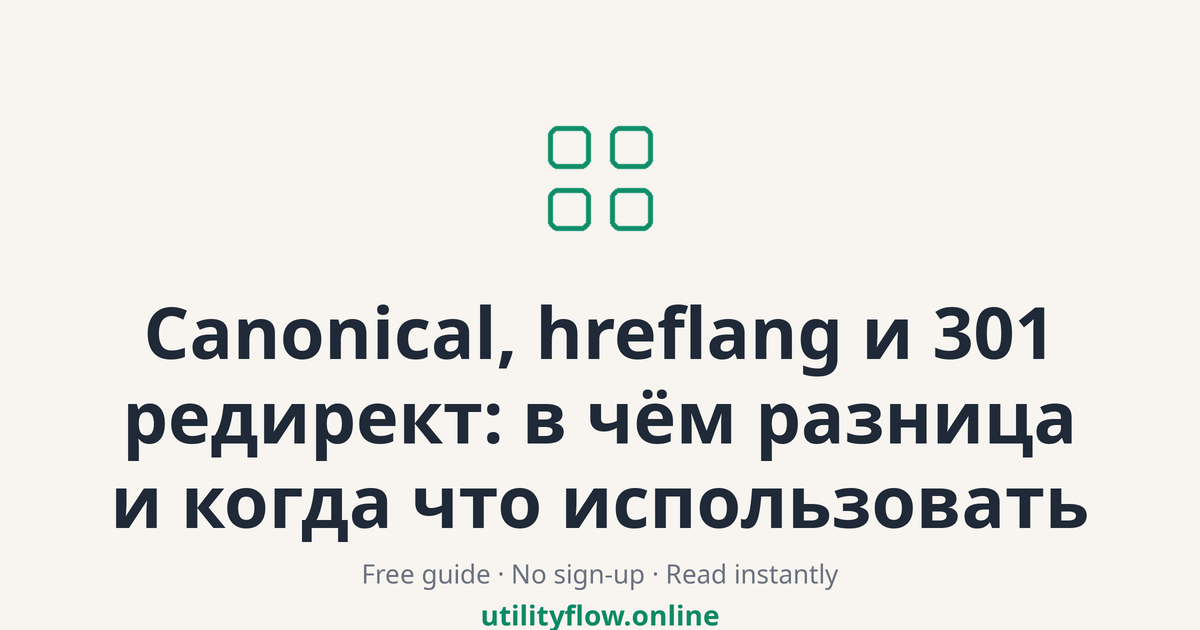 Canonical, hreflang и 301
редирект: в чём разница
и когда что использовать
Free guide · No sign-up · Read instantly
utilityflow.online